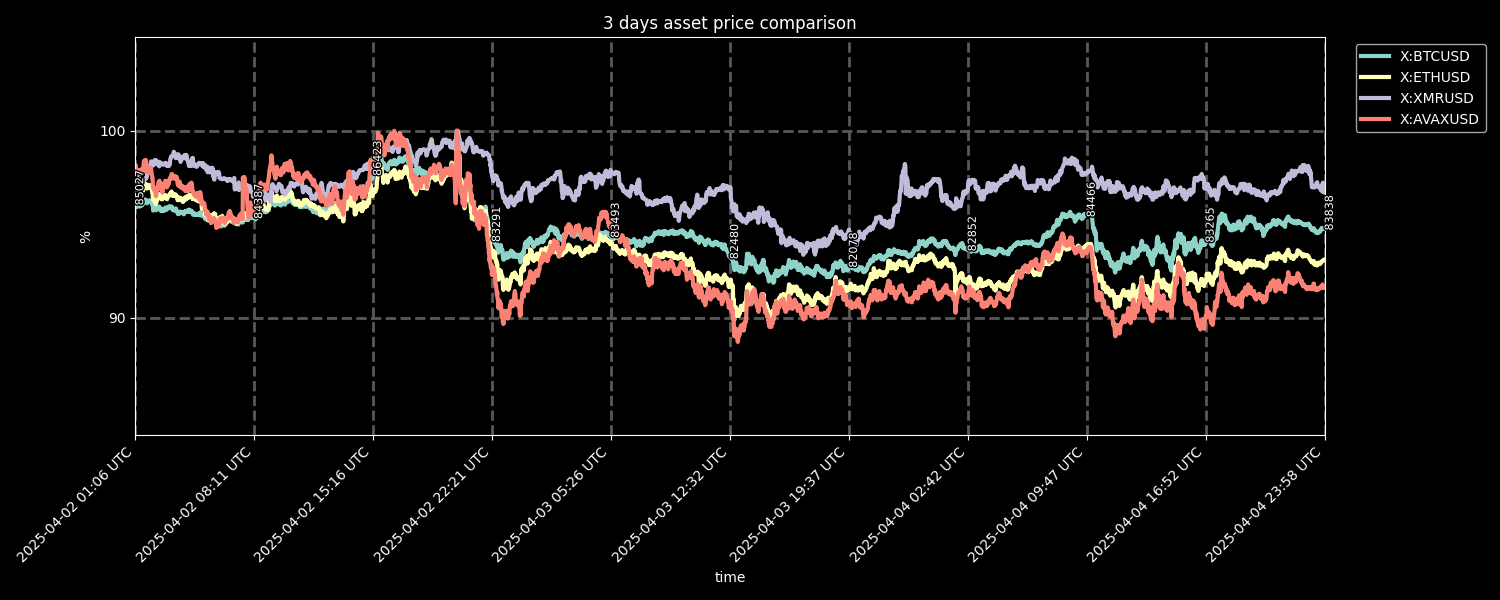 3 days asset price comparison
X:BTCUSD
X:ETHUSD
X:XMRUSD
X:AVAXUSD
100
90
%
85027
84387
86423
83291
83493
82480
82078
82852
84466
83265
83838
2025-04-02 01:06 UTC
2025-04-02 08:11 UTC
2025-04-02 15:16 UTC
2025-04-02 22:21 UTC
2025-04-03 05:26 UTC
2025-04-03 12:32 UTC
2025-04-03 19:37 UTC
2025-04-04 02:42 UTC
2025-04-04 09:47 UTC
2025-04-04 16:52 UTC
2025-04-04 23:58 UTC
time